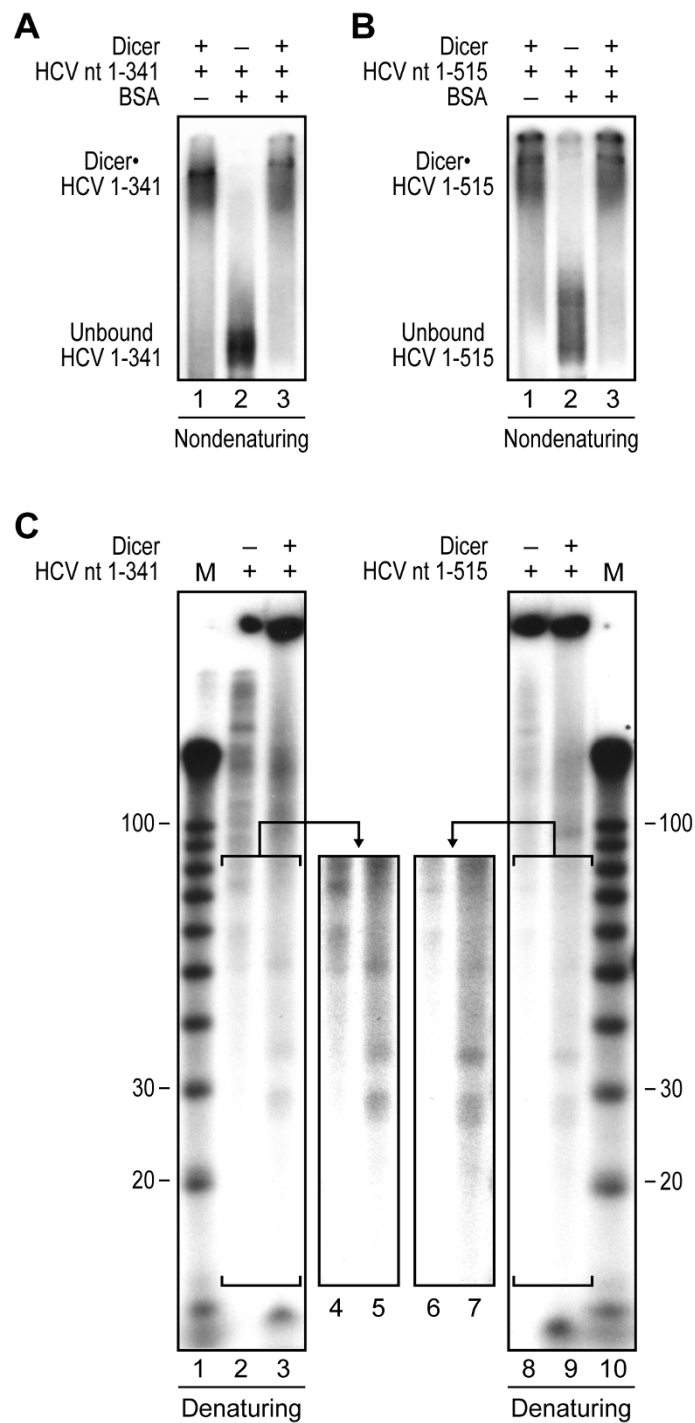 A
Dicer + – +
HCV nt 1-341 + + +
BSA – + +
Dicer•
HCV 1-341
Unbound
HCV 1-341
1 2 3
Nondenaturing
B
Dicer + – +
HCV nt 1-515 + + +
BSA – + +
Dicer•
HCV 1-515
Unbound
HCV 1-515
1 2 3
Nondenaturing
C
Dicer – +
HCV nt 1-341 M + +
Dicer – +
HCV nt 1-515 + + M
100 –
30 –
20 –
– 100
– 30
– 20
4 5 6 7
1 2 3
Denaturing
8 9 10
Denaturing